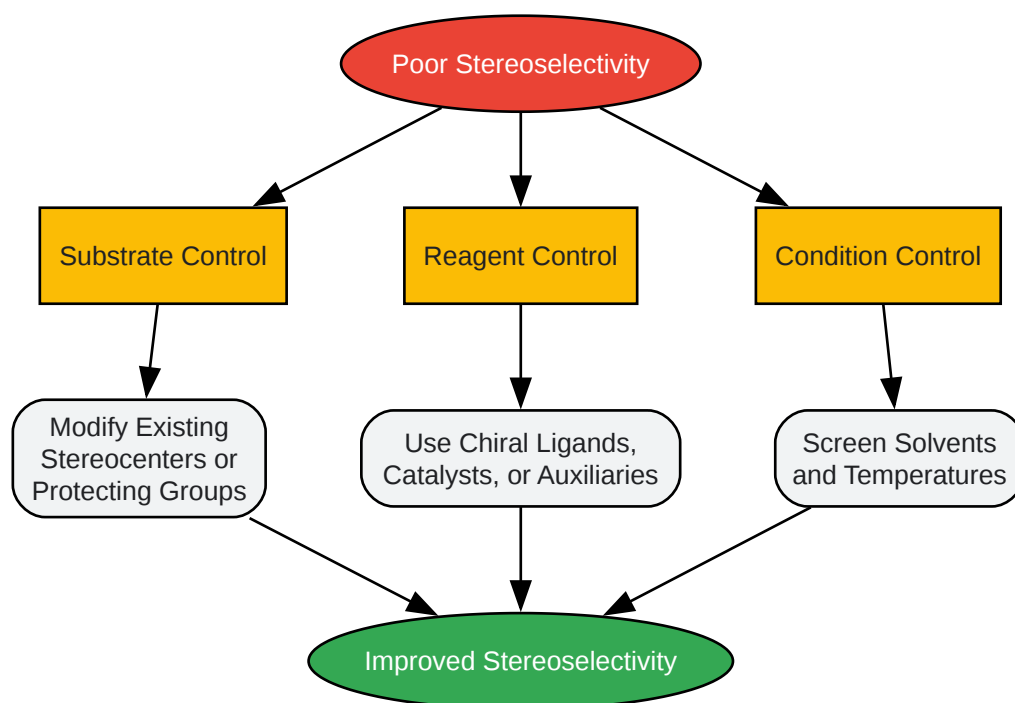 Poor Stereoselectivity
Substrate Control
Reagent Control
Condition Control
Modify Existing
Stereocenters or
Protecting Groups
Use Chiral Ligands,
Catalysts, or Auxiliaries
Screen Solvents
and Temperatures
Improved Stereoselectivity